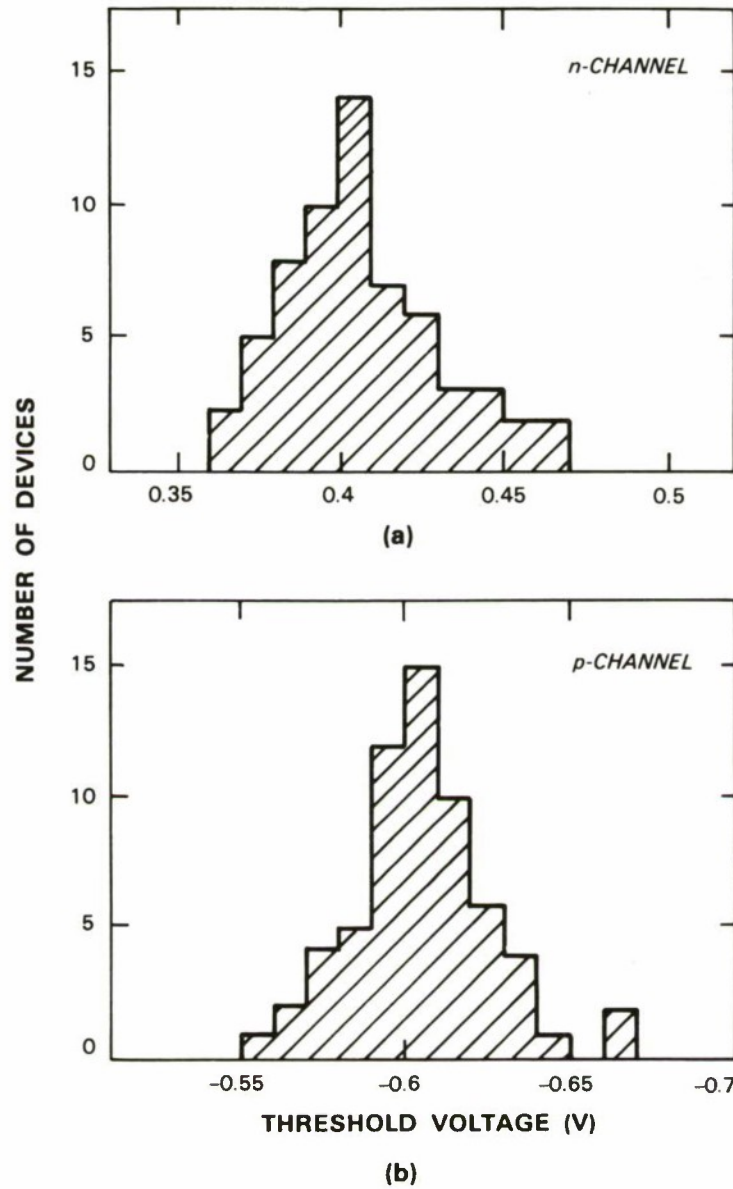 NUMBER OF DEVICES
n-CHANNEL
15
10
5
0
0.35 0.4 0.45 0.5
(a)
p-CHANNEL
15
10
5
0
-0.55 -0.6 -0.65 -0.7
THRESHOLD VOLTAGE (V)
(b)